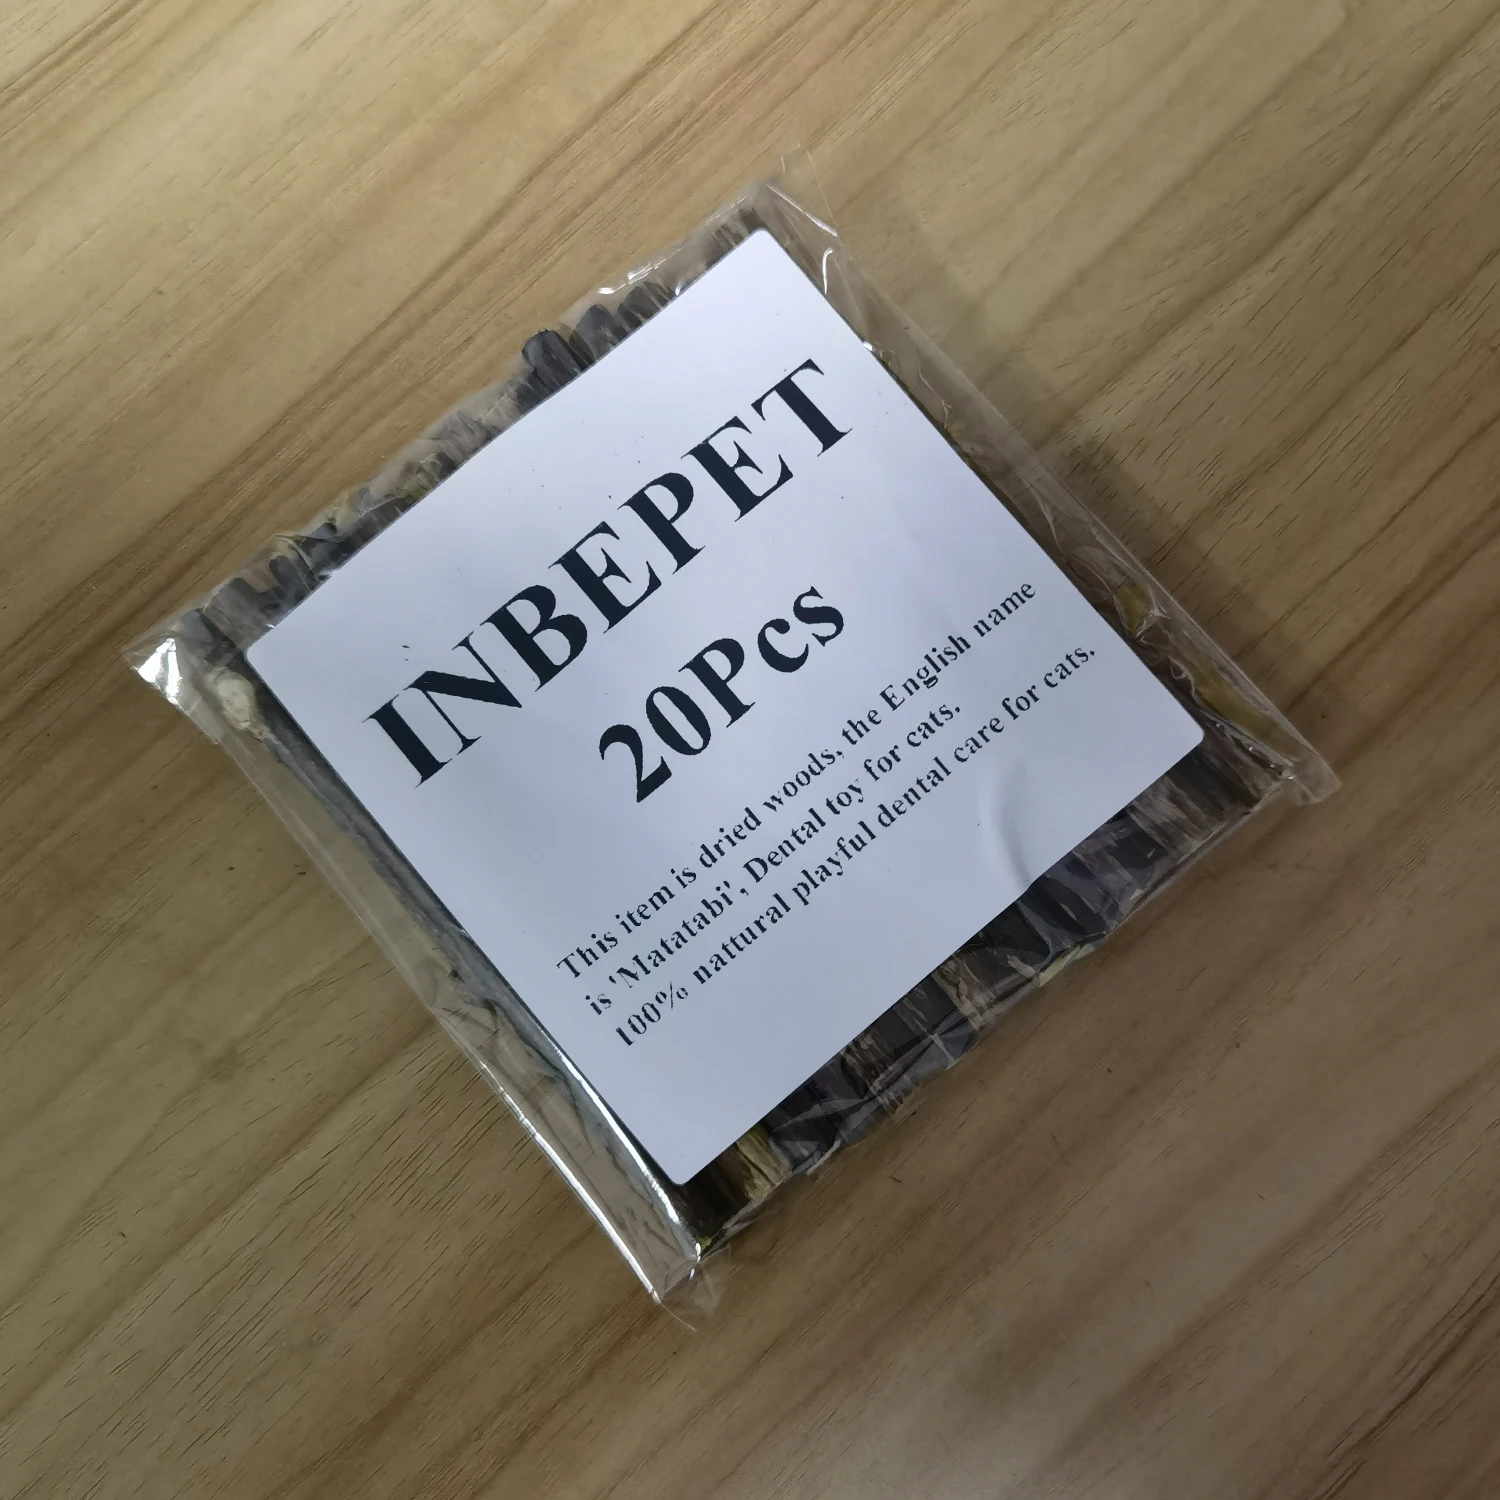 INBEPET
20Pcs
This item is dried woods, the English name
is 'Matatabi', Dental toy for cats.
100% nattural playful dental care for cats.